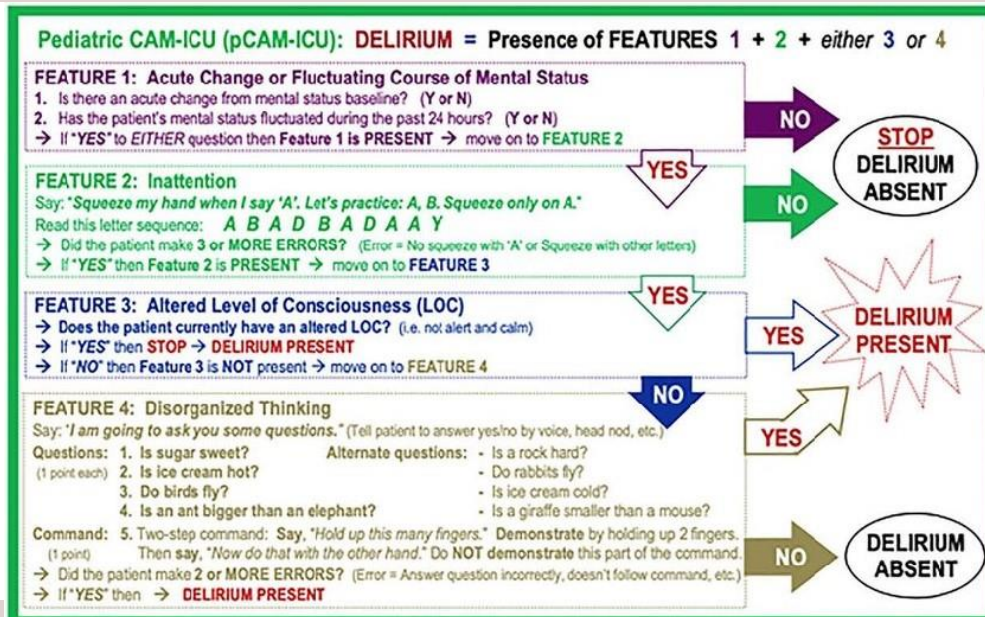 Pediatric CAM-ICU (pCAM-ICU): DELIRIUM = Presence of FEATURES 1 + 2 + either 3 or 4
FEATURE 1: Acute Change or Fluctuating Course of Mental Status
1. Is there an acute change from mental status baseline? (Y or N)
2. Has the patient's mental status fluctuated during the past 24 hours? (Y or N)
→ If "YES" to EITHER question then Feature 1 is PRESENT → move on to FEATURE 2
NO
STOP
DELIRIUM
ABSENT
YES
FEATURE 2: Inattention
Say: "Squeeze my hand when I say 'A'. Let's practice: A, B. Squeeze only on A."
Read this letter sequence: A B A D B A D A A Y
→ Did the patient make 3 or MORE ERRORS? (Error = No squeeze with 'A' or Squeeze with other letters)
→ If "YES" then Feature 2 is PRESENT → move on to FEATURE 3
NO
YES
FEATURE 3: Altered Level of Consciousness (LOC)
→ Does the patient currently have an altered LOC? (i.e. not alert and calm)
→ If "YES" then STOP → DELIRIUM PRESENT
→ If "NO" then Feature 3 is NOT present → move on to FEATURE 4
YES
DELIRIUM
PRESENT
NO
FEATURE 4: Disorganized Thinking
Say: "I am going to ask you some questions." (Tell patient to answer yes/no by voice, head nod, etc.)
Questions: 1. Is sugar sweet? Alternate questions: - Is a rock hard?
(1 point each) 2. Is ice cream hot? - Do rabbits fly?
3. Do birds fly? - Is ice cream cold?
4. Is an ant bigger than an elephant? - Is a giraffe smaller than a mouse?
Command: 5. Two-step command: Say, "Hold up this many fingers." Demonstrate by holding up 2 fingers.
(1 point) Then say, "Now do that with the other hand." Do NOT demonstrate this part of the command.
→ Did the patient make 2 or MORE ERRORS? (Error = Answer question incorrectly, doesn't follow command, etc.)
→ If "YES" then → DELIRIUM PRESENT
YES
NO
DELIRIUM
ABSENT